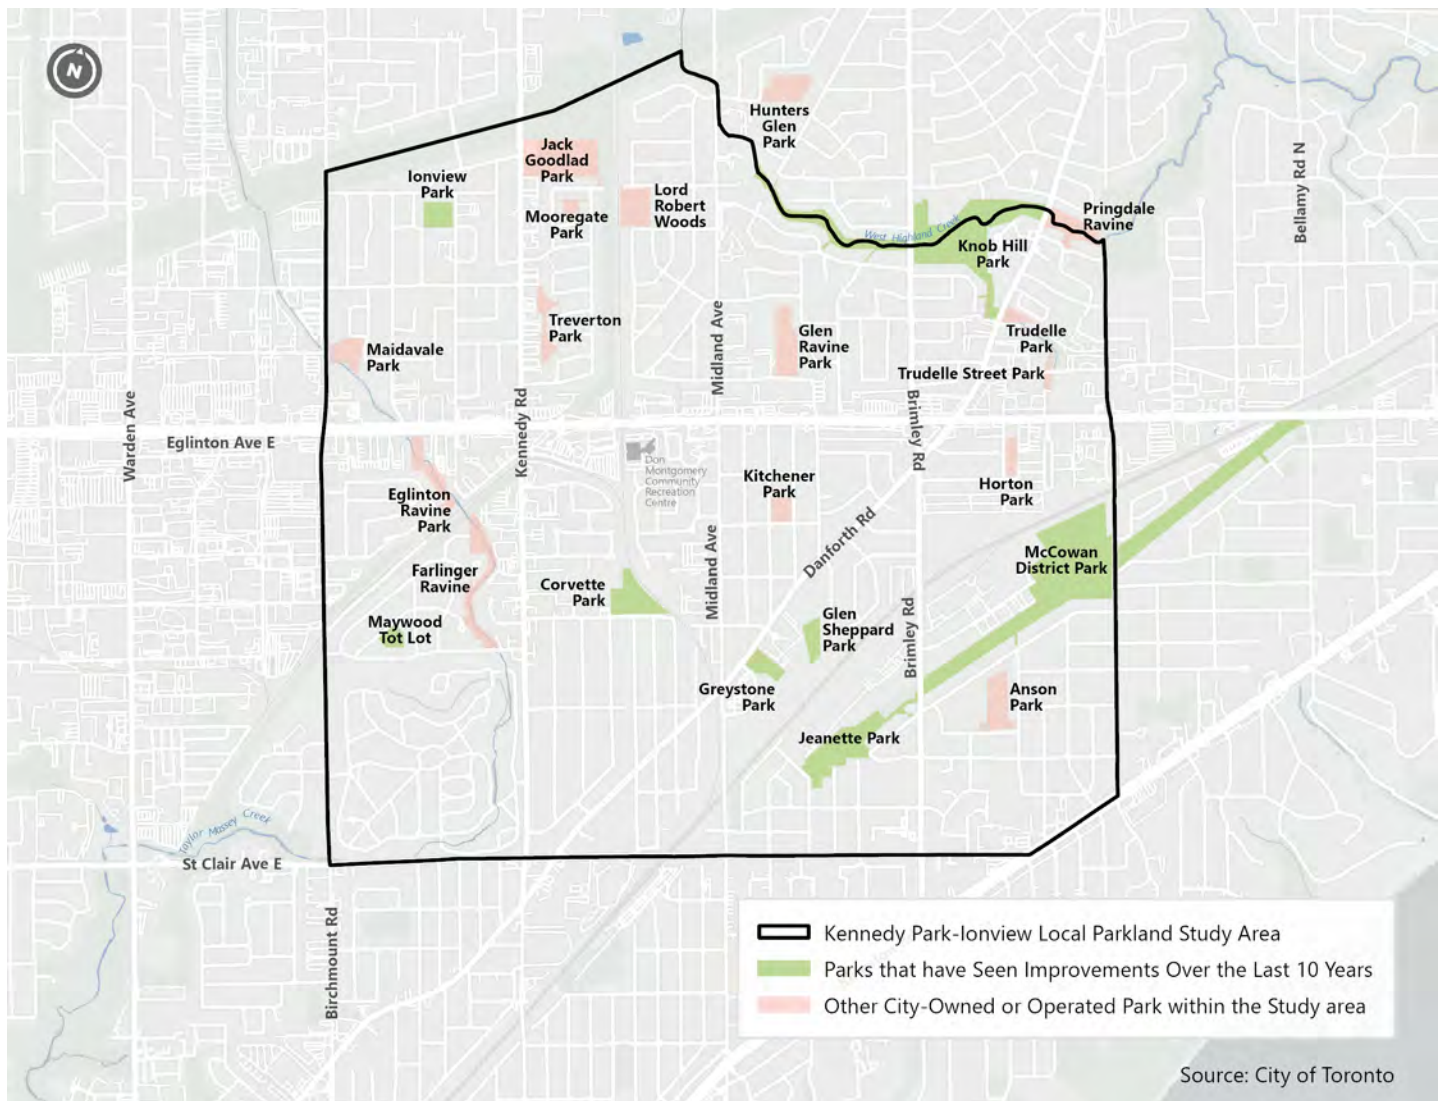 N
Hunters
Glen
Park
Jack
Goodlad
Park
Ionview
Park
Lord
Robert
Woods
Mooregate
Park
Pringdale
Ravine
Bellamy Rd N
West Highland Creek
Knob Hill
Park
Treverton
Park
Midland Ave
Glen
Ravine
Park
Trudelle
Park
Maidavale
Park
Trudelle Street Park
Warden Ave
Kennedy Rd
Brimley Rd
Eglinton Ave E
Don
Montgomery
Community
Recreation
Centre
Kitchener
Park
Horton
Park
Eglinton
Ravine
Park
Danforth Rd
McCowan
District Park
Midland Ave
Farlinger
Ravine
Corvette
Park
Maywood
Tot Lot
Glen
Sheppard
Park
Brimley Rd
Greystone
Park
Anson
Park
Jeanette Park
Taylor Massey Creek
St Clair Ave E
Birchmount Rd
Kennedy Park-Ionview Local Parkland Study Area
Parks that have Seen Improvements Over the Last 10 Years
Other City-Owned or Operated Park within the Study area
Source: City of Toronto